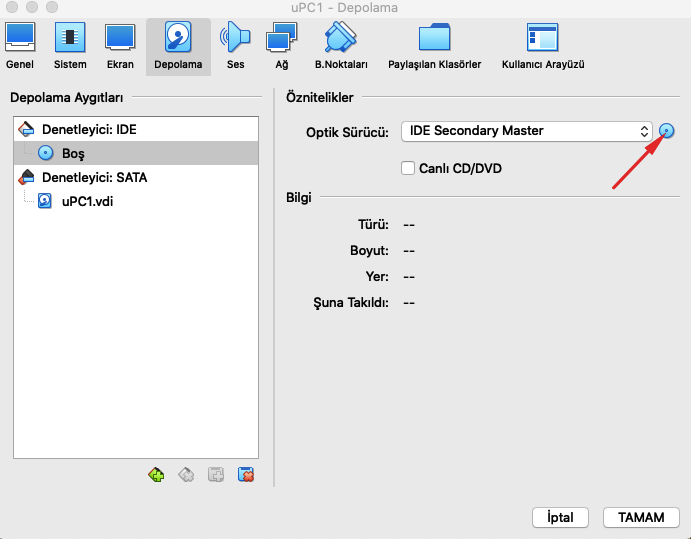 uPC1 - Depolama
Genel Sistem Ekran Depolama Ses Ağ B.Noktaları Paylaşılan Klasörler Kullanıcı Arayüzü
Depolama Aygıtları
Denetleyici: IDE
Boş
Denetleyici: SATA
uPC1.vdi
Öznitelikler
Optik Sürücü: IDE Secondary Master
Canlı CD/DVD
Bilgi
Türü: --
Boyut: --
Yer: --
Şuna Takıldı: --
İptal TAMAM